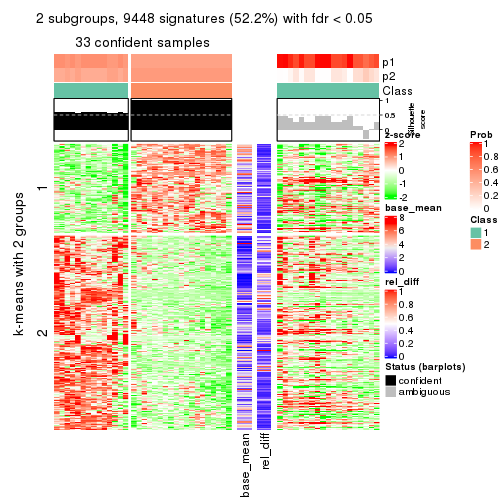 2 subgroups, 9448 signatures (52.2%) with fdr < 0.05
33 confident samples
p1
p2
Class
1
0.5
0
Silhouette
score
k-means with 2 groups
1
2
base_mean
rel_diff
z-score
2
1
0
-1
-2
base_mean
8
6
4
2
0
rel_diff
1
0.8
0.6
0.4
0.2
0
Status (barplots)
confident
ambiguous
Prob
1
0.8
0.6
0.4
0.2
0
Class
1
2